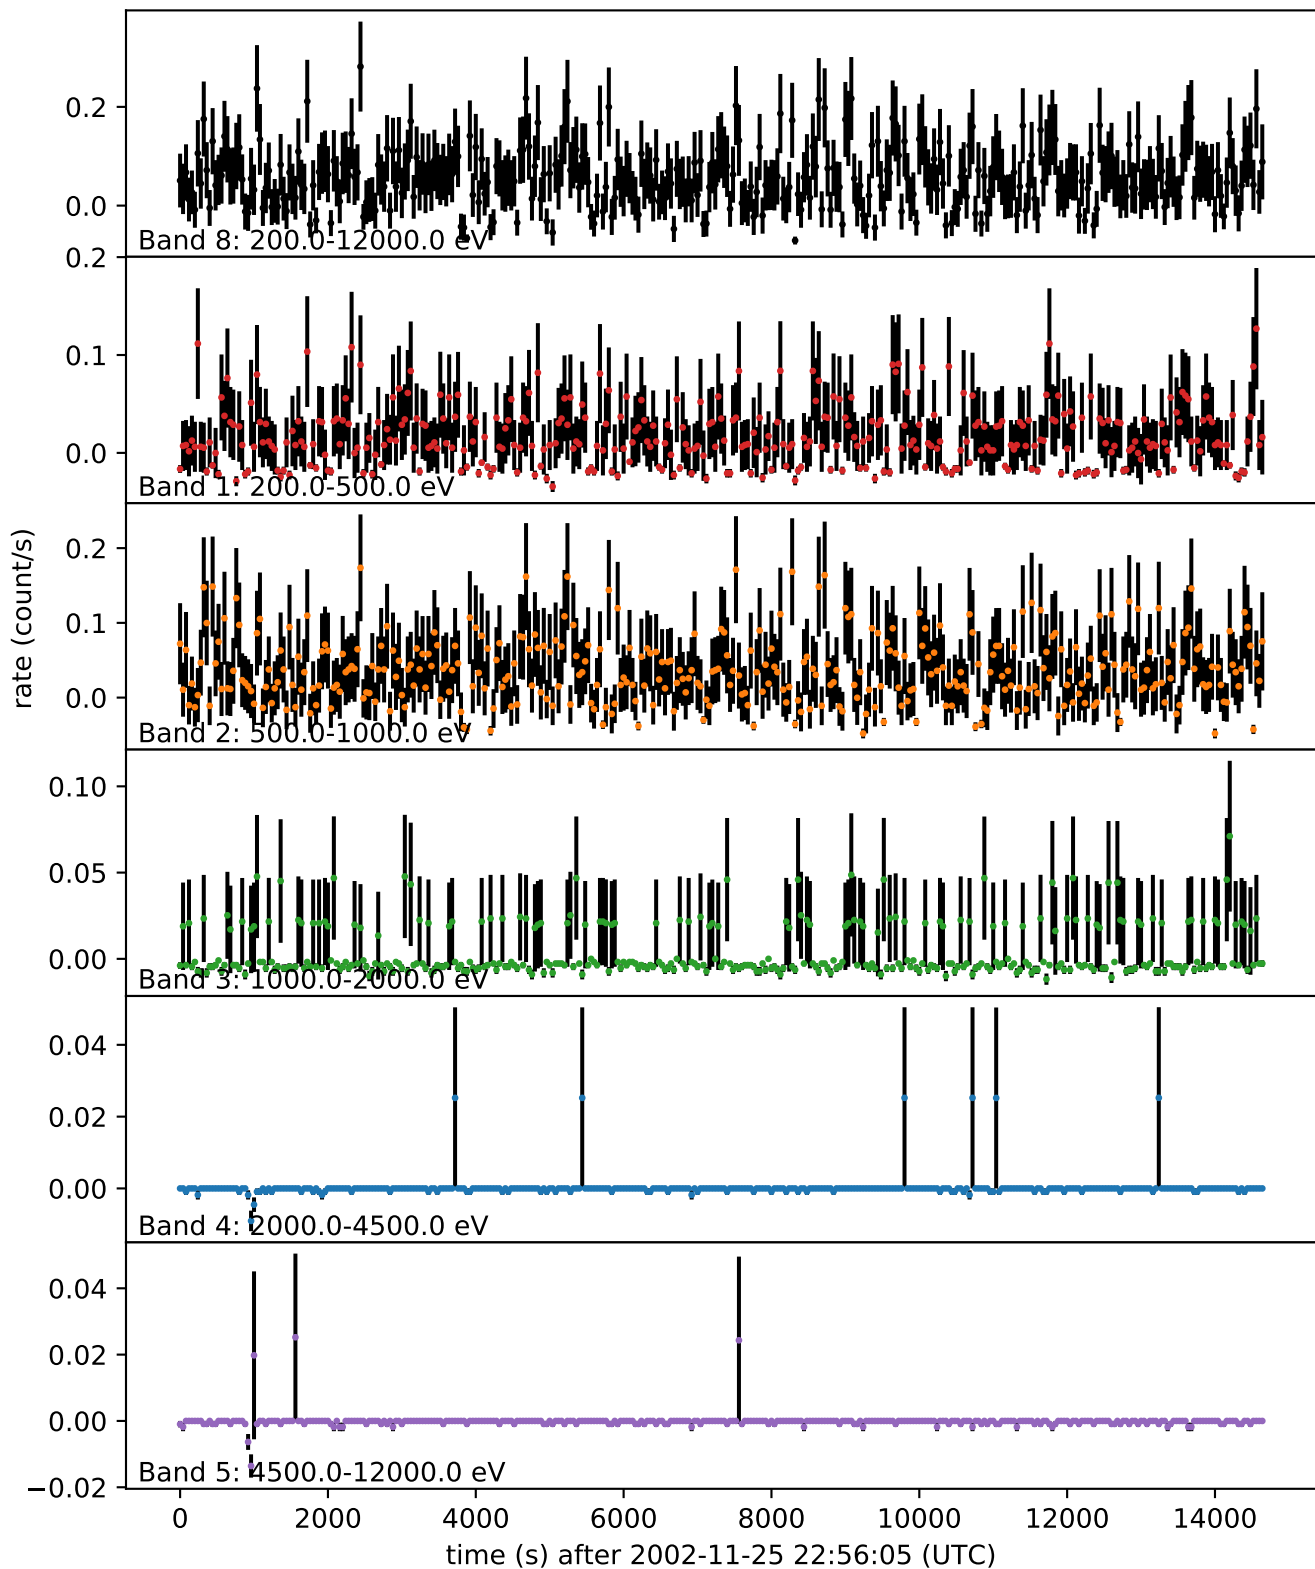 0.2
0.0
Band 8: 200.0-12000.0 eV
0.2
0.1
0.0
Band 1: 200.0-500.0 eV
rate (count/s)
0.2
0.1
0.0
Band 2: 500.0-1000.0 eV
0.10
0.05
0.00
Band 3: 1000.0-2000.0 eV
0.04
0.02
0.00
Band 4: 2000.0-4500.0 eV
0.04
0.02
0.00
−0.02
Band 5: 4500.0-12000.0 eV
0 2000 4000 6000 8000 10000 12000 14000
time (s) after 2002-11-25 22:56:05 (UTC)